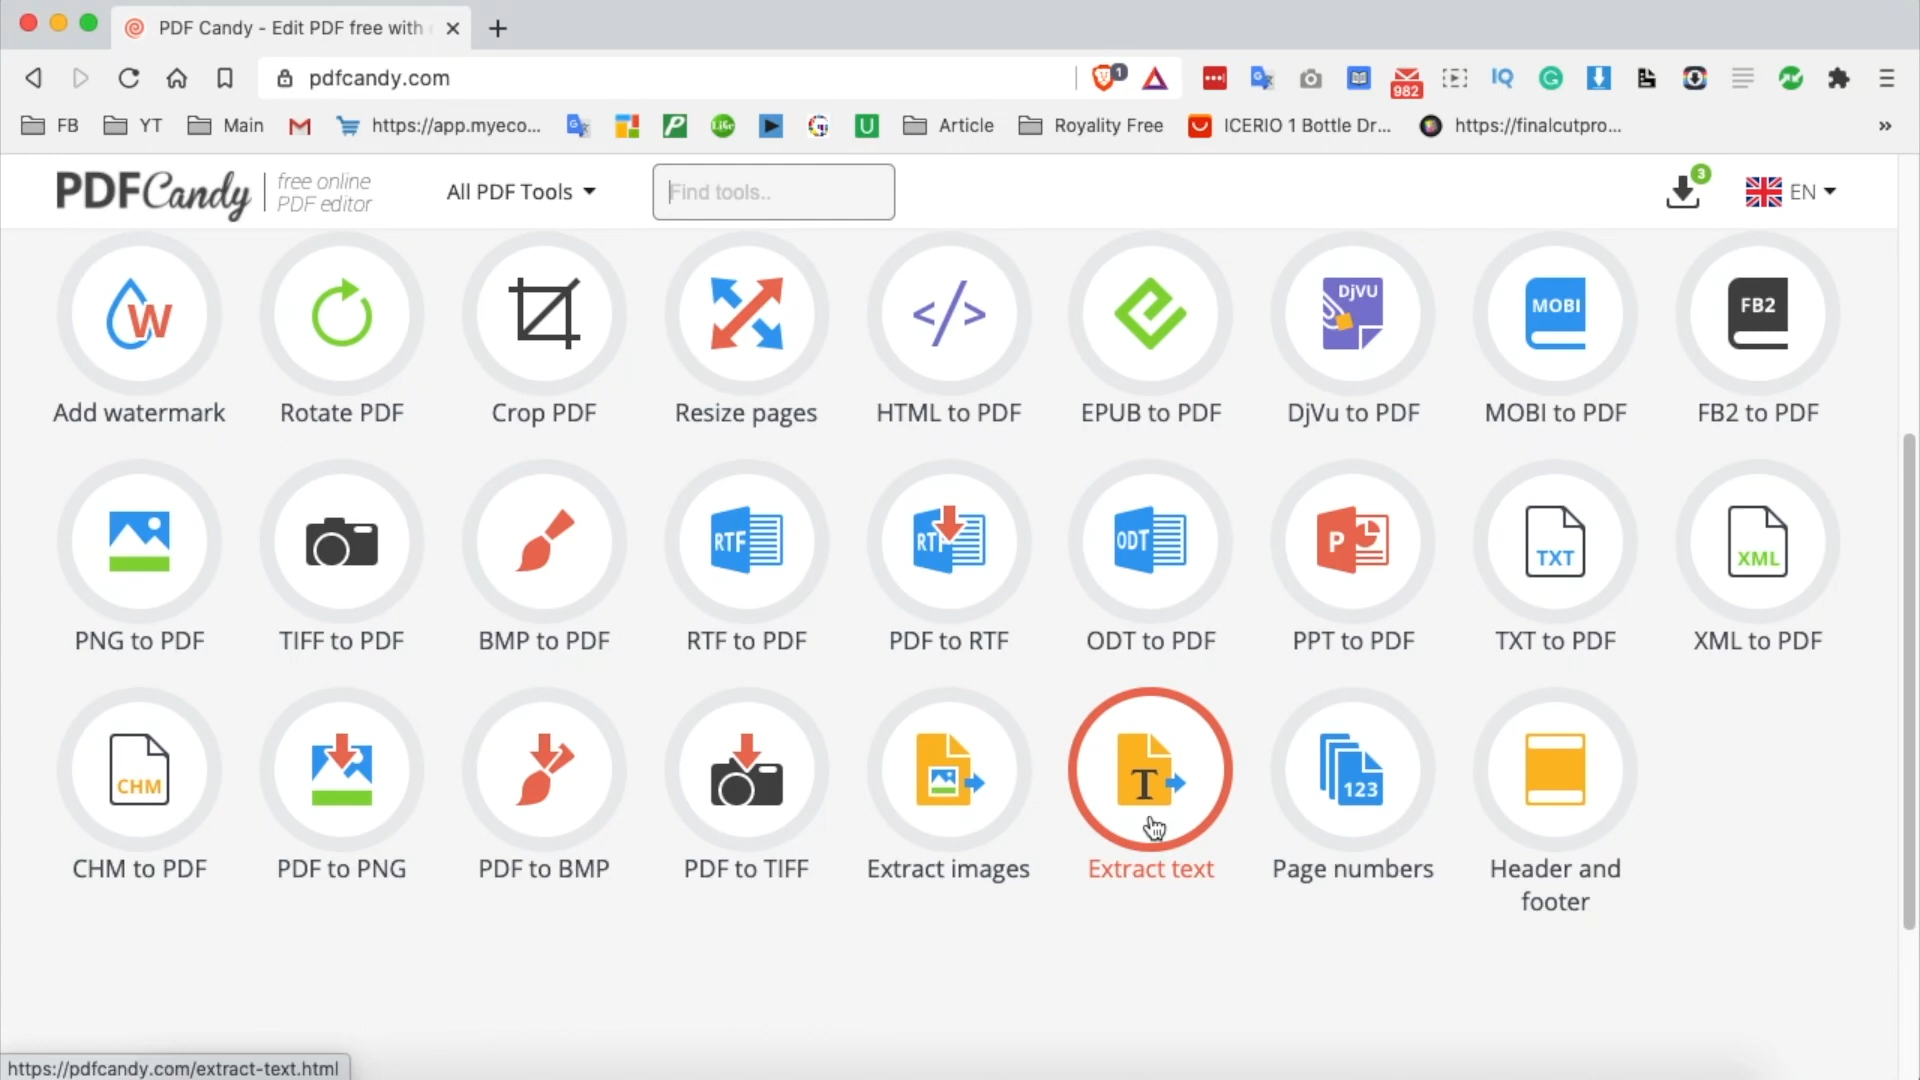 PDF Candy - Edit PDF free with
pdfcandy.com
1
982
FB
YT
Main
https://app.myeco...
Article
Royality Free
ICERIO 1 Bottle Dr...
https://finalcutpro...
»
PDFCandy
free online
PDF editor
All PDF Tools
Find tools..
3
EN
W
</>
DjVU
MOBI
FB2
Add watermark
Rotate PDF
Crop PDF
Resize pages
HTML to PDF
EPUB to PDF
DjVu to PDF
MOBI to PDF
FB2 to PDF
RTF
RTF
ODT
P
TXT
XML
PNG to PDF
TIFF to PDF
BMP to PDF
RTF to PDF
PDF to RTF
ODT to PDF
PPT to PDF
TXT to PDF
XML to PDF
CHM
T
123
CHM to PDF
PDF to PNG
PDF to BMP
PDF to TIFF
Extract images
Extract text
Page numbers
Header and
footer
https://pdfcandy.com/extract-text.html